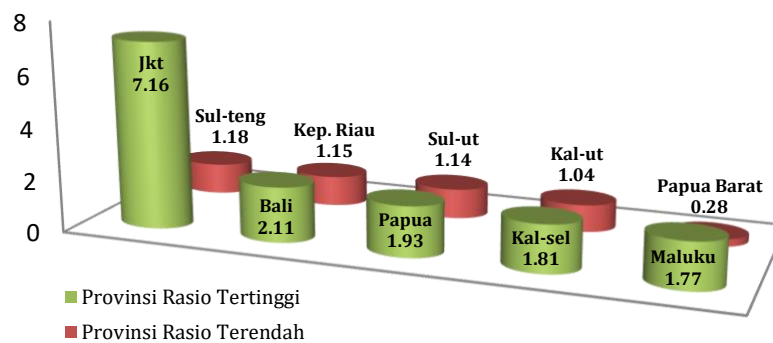 8
6
4
2
0
Jkt
7.16
Sul-teng
1.18
Kep. Riau
1.15
Sul-ut
1.14
Kal-ut
1.04
Papua Barat
0.28
Bali
2.11
Papua
1.93
Kal-sel
1.81
Maluku
1.77
Provinsi Rasio Tertinggi
Provinsi Rasio Terendah